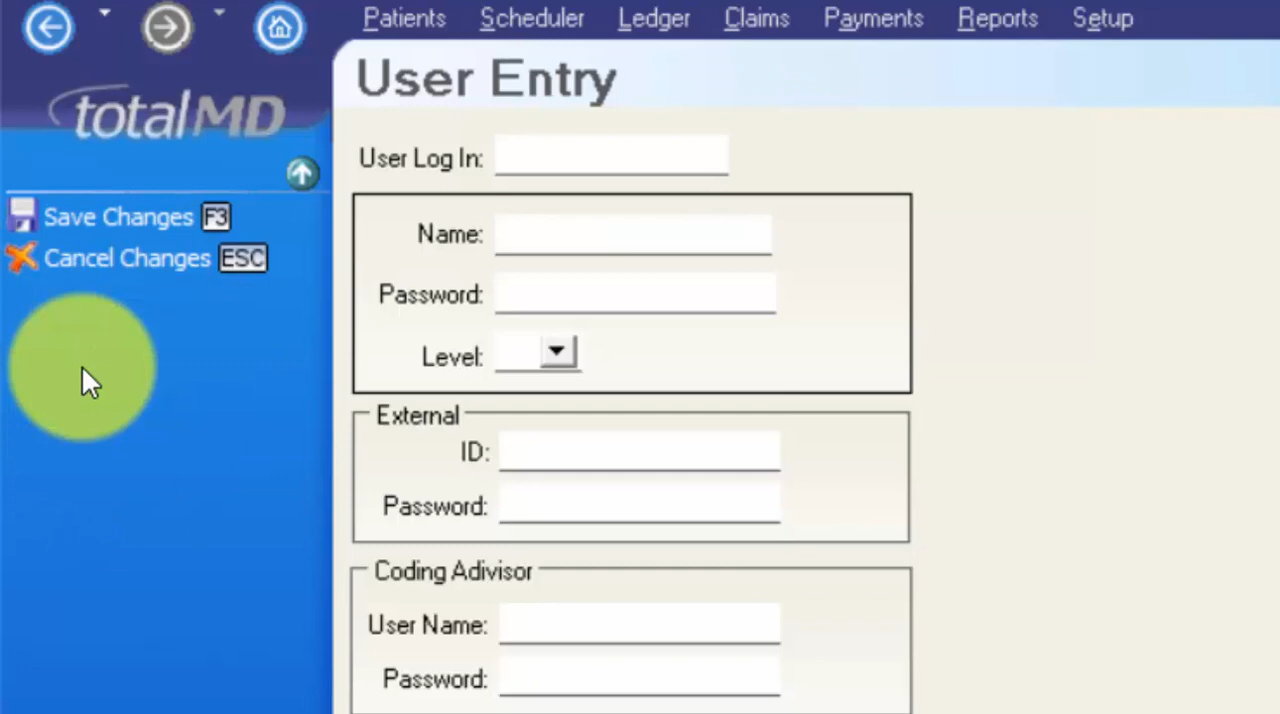 Patients Scheduler Ledger Claims Payments Reports Setup
totalMD
User Entry
User Log In:
Save Changes F3
Cancel Changes ESC
Name:
Password:
Level:
External
ID:
Password:
Coding Adivisor
User Name:
Password: